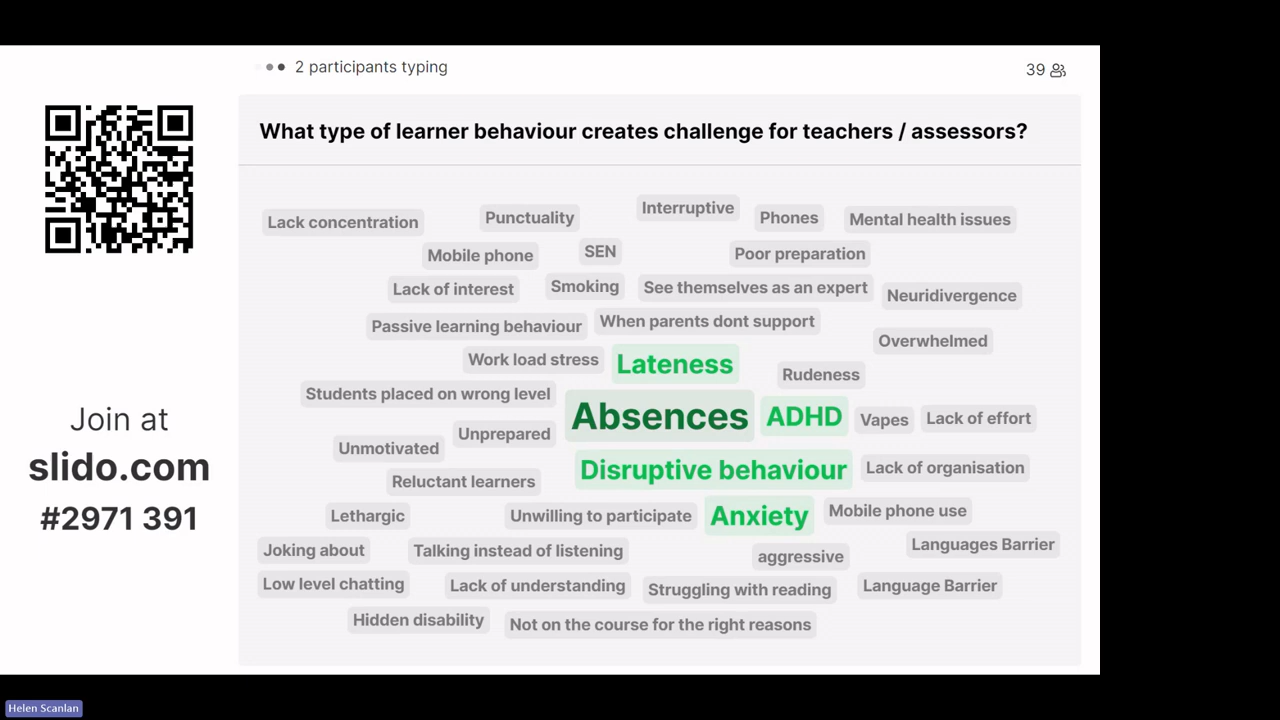 2 participants typing
39
What type of learner behaviour creates challenge for teachers / assessors?
Lack concentration
Punctuality
Interruptive
Phones
Mental health issues
Mobile phone
SEN
Poor preparation
Lack of interest
Smoking
See themselves as an expert
Neuridivergence
Passive learning behaviour
When parents dont support
Overwhelmed
Work load stress
Lateness
Rudeness
Students placed on wrong level
Absences
ADHD
Vapes
Lack of effort
Unmotivated
Unprepared
Disruptive behaviour
Lack of organisation
Reluctant learners
Lethargic
Unwilling to participate
Anxiety
Mobile phone use
Joking about
Talking instead of listening
aggressive
Languages Barrier
Low level chatting
Lack of understanding
Struggling with reading
Language Barrier
Hidden disability
Not on the course for the right reasons
Join at
slido.com
#2971 391
Helen Scanlan